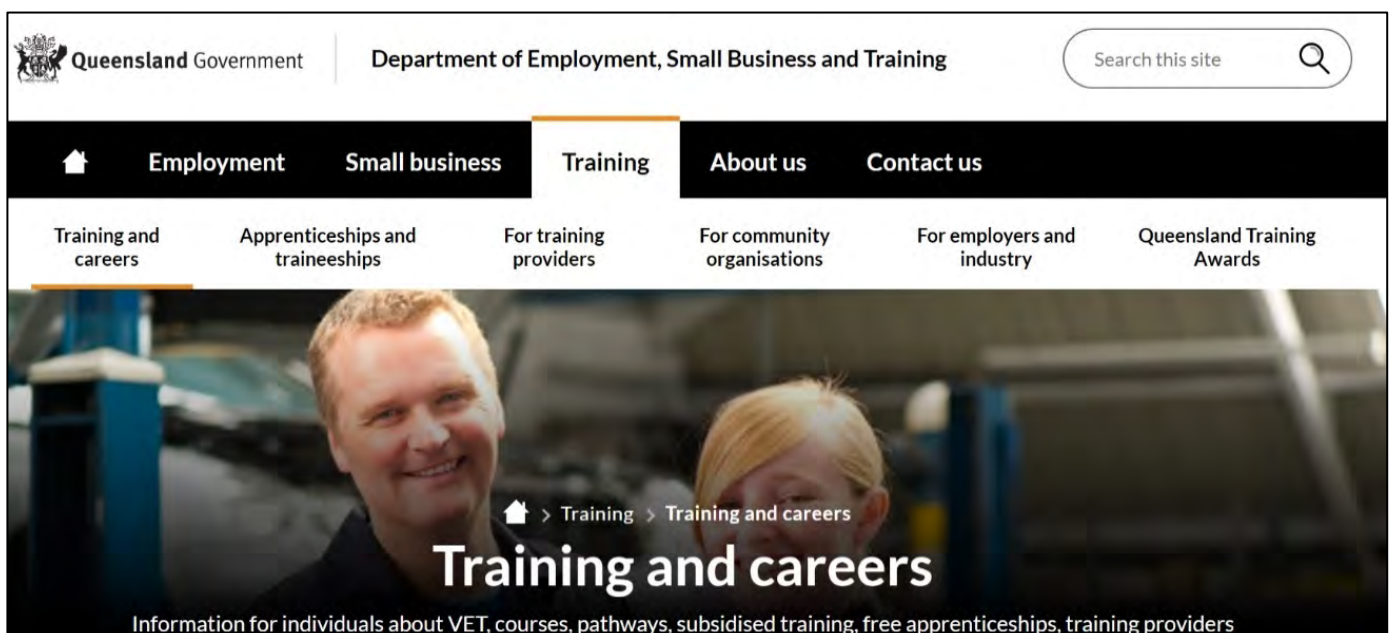 Queensland Government
Department of Employment, Small Business and Training
Search this site
Employment
Small business
Training
About us
Contact us
Training and
careers
Apprenticeships and
traineeships
For training
providers
For community
organisations
For employers and
industry
Queensland Training
Awards
> Training > Training and careers
Training and careers
Information for individuals about VET, courses, pathways, subsidised training, free apprenticeships, training providers